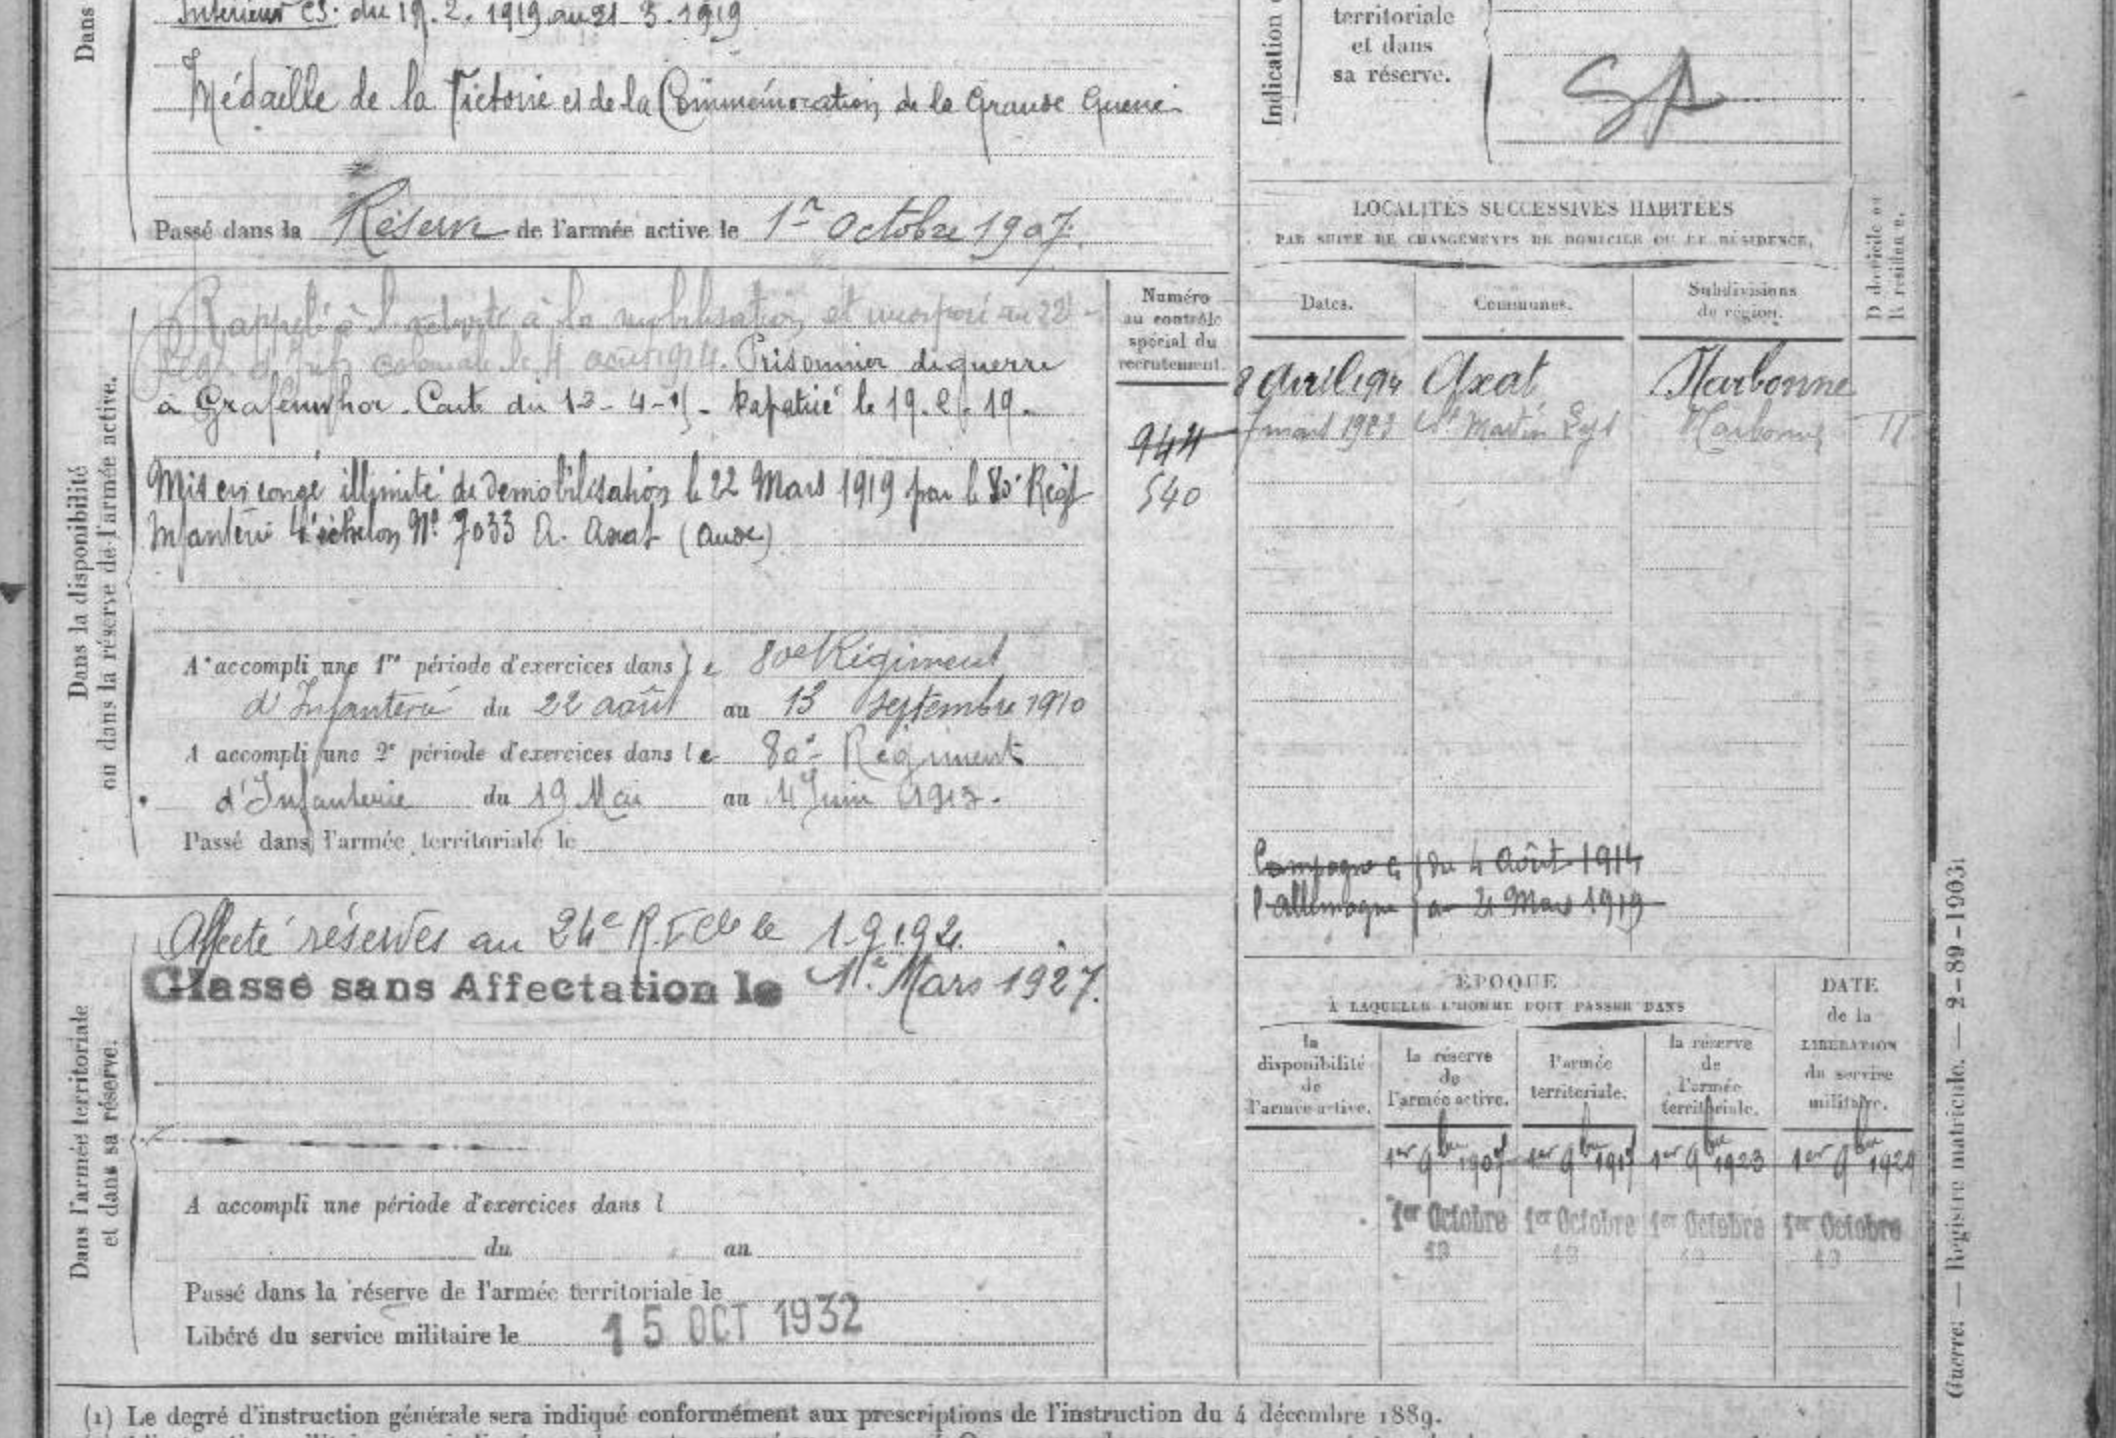 Dans
Intérieur CS: du 19. 2. 1919 au 21 - 3. 1919
Médaille de la Victoire et de la Commémoration de la Grande Guerre
Passé dans la Réserve de l'armée active le 1er Octobre 1907.
Dans la disponibilité
ou dans la réserve de l'armée active.
Rappelé à l'activité à la mobilisation et incorporé au 22e
Régt d'Inf coloniale le 4 août 1914. Prisonnier de guerre
à Grafenwhor. Carte du Rapatrié le 19. 2. 19.
Mis en congé illimité de démobilisation le 22 Mars 1919 par le 80e Régt
Infanterie 4e échelon No 7033 A. Axat (Aude)
A accompli une 1re période d'exercices dans le 80e Régiment
d'Infanterie du 22 août au 13 septembre 1910
A accompli une 2e période d'exercices dans le 80e Régiment
d'Infanterie du 19 Mai au 4 Juin 1913.
Passé dans l'armée territoriale le
Numéro
au contrôle
spécial du
recrutement.
944
540
Dans l'armée territoriale
et dans sa réserve.
Affecté réserves au 24e R.I. Cle le
Classé sans Affectation le 1e Mars 1927.
A accompli une période d'exercices dans l
du au
Passé dans la réserve de l'armée territoriale le
Libéré du service militaire le 15 OCT 1932
Indication
territoriale
et dans
sa réserve.
SA
LOCALITÉS SUCCESSIVES HABITÉES
PAR SUITE DE CHANGEMENTS DE DOMICILE OU DE RÉSIDENCE.
D domicile ou
R résidence.
Dates. Communes. Subdivisions
de région.
8 Avril 1914 Axat Narbonne
7 mars 1923 St Martin Lys Narbonne
Campagne c. du 4 Août 1914
l'allemagne au 21 Mars 1919
ÉPOQUE
À LAQUELLE L'HOMME DOIT PASSER DANS
DATE
de la
LIBÉRATION
du service
militaire.
la
disponibilité
de
l'armée active.
la réserve
de
l'armée active.
l'armée
territoriale.
la réserve
de
l'armée
territoriale.
1er 9bre 1907 1er 9bre 1917 1er 9bre 1923 1er 9bre 1929
1er Octobre 1er Octobre 1er Octobre 1er Octobre
19 19 19 19
Guerre. — Registre matricule. — 2-89-1903.
(1) Le degré d'instruction générale sera indiqué conformément aux prescriptions de l'instruction du 4 décembre 1889.